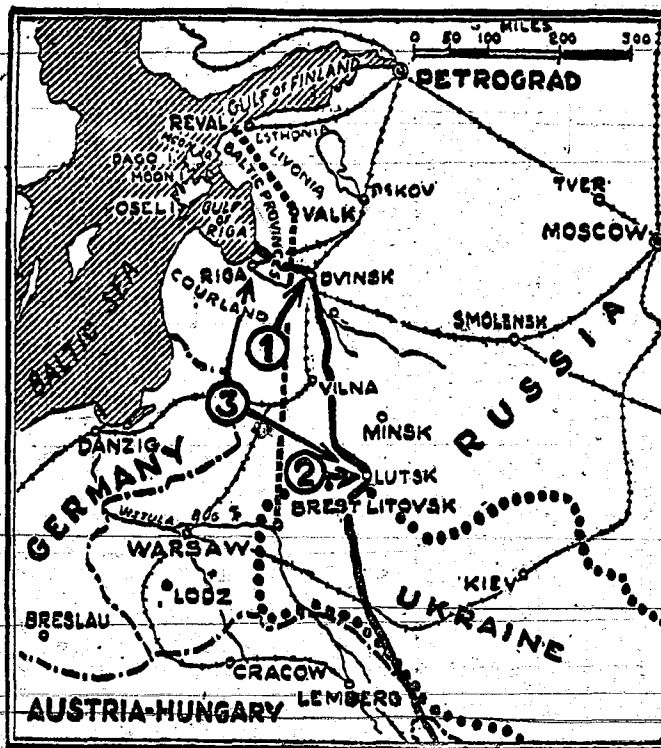 MILES
0 50 100 200 300
PETROGRAD
GULF OF FINLAND
REVAL
ESTHONIA
LIVONIA
BALTIC PROVINCES
DAGO I.
MOON I.
OSEL I.
GULF OF RIGA
VALK
PSKOV
TVER
MOSCOW
RIGA
DVINSK
COURLAND
SMOLENSK
BALTIC SEA
1
RUSSIA
VILNA
3
MINSK
DANZIG
2
LUTSK
GERMANY
BREST LITOVSK
VISTULA
BUG R.
WARSAW
LODZ
KIEV
UKRAINE
BRESLAU
CRACOW
LEMBERG
AUSTRIA-HUNGARY